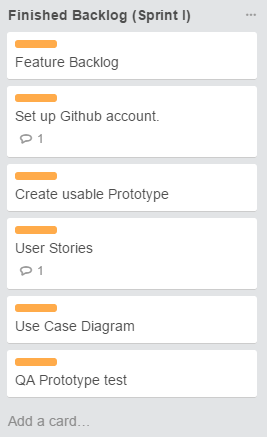 Finished Backlog (Sprint I)
Feature Backlog
Set up Github account.
1
Create usable Prototype
User Stories
1
Use Case Diagram
QA Prototype test
Add a card…